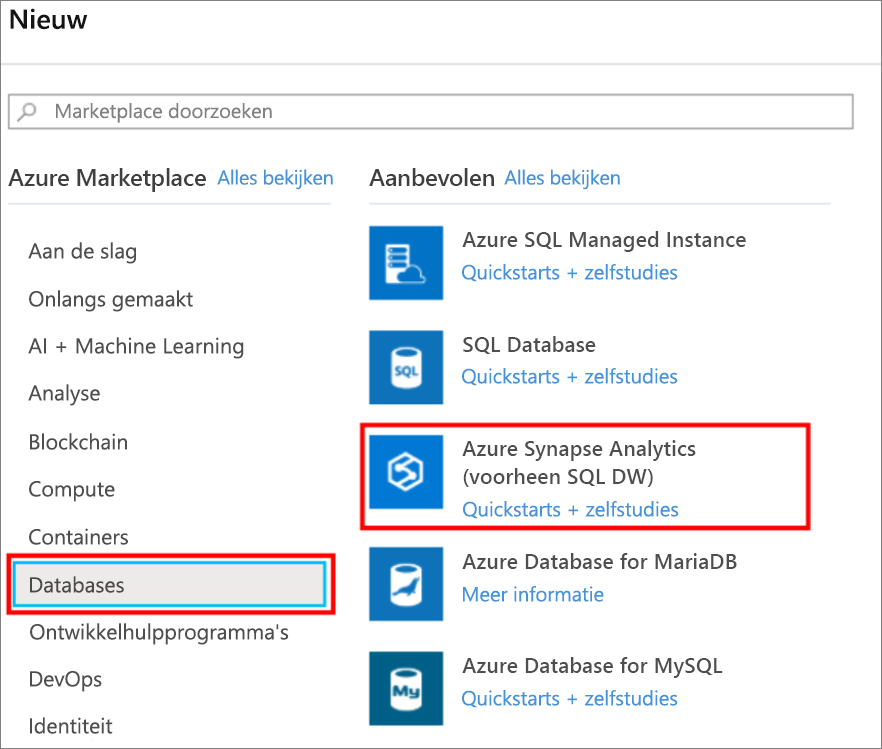 Nieuw
Marketplace doorzoeken
Azure Marketplace Alles bekijken
Aan de slag
Onlangs gemaakt
AI + Machine Learning
Analyse
Blockchain
Compute
Containers
Databases
Ontwikkelhulpprogramma's
DevOps
Identiteit
Aanbevolen Alles bekijken
Azure SQL Managed Instance
Quickstarts + zelfstudies
SQL
SQL Database
Quickstarts + zelfstudies
Azure Synapse Analytics
(voorheen SQL DW)
Quickstarts + zelfstudies
Azure Database for MariaDB
Meer informatie
My
Azure Database for MySQL
Quickstarts + zelfstudies